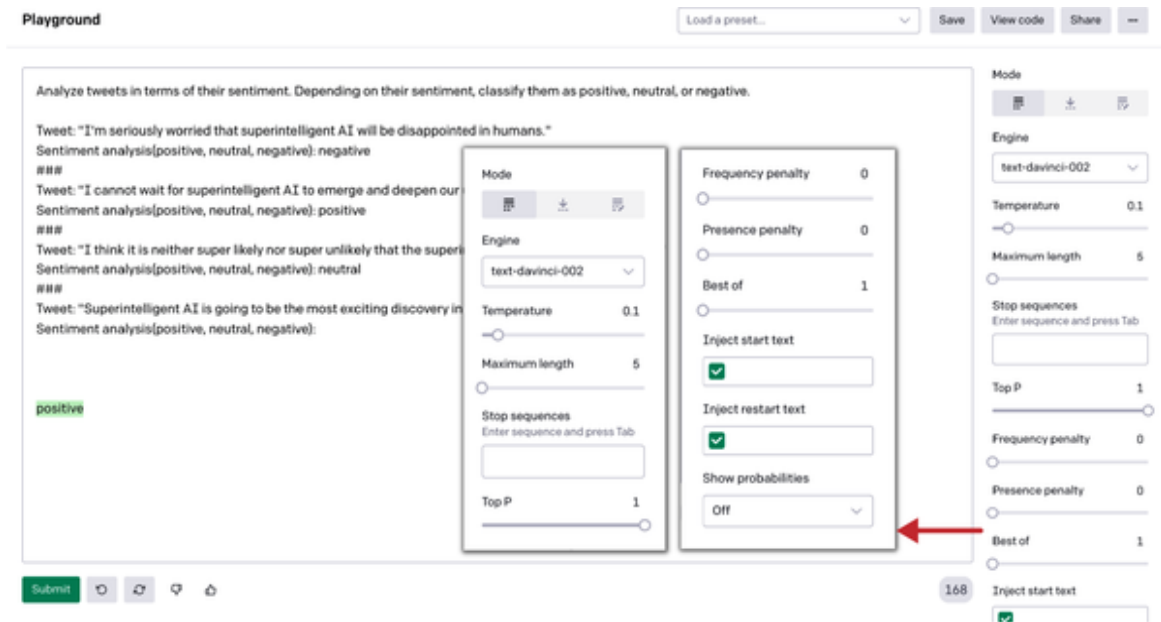 Playground
Load a preset...
Save
View code
Share
...
Analyze tweets in terms of their sentiment. Depending on their sentiment, classify them as positive, neutral, or negative.
Tweet: "I'm seriously worried that superintelligent AI will be disappointed in humans."
Sentiment analysis(positive, neutral, negative): negative
###
Tweet: "I cannot wait for superintelligent AI to emerge and deepen our
Sentiment analysis(positive, neutral, negative): positive
###
Tweet: "I think it is neither super likely nor super unlikely that the superi
Sentiment analysis(positive, neutral, negative): neutral
###
Tweet: "Superintelligent AI is going to be the most exciting discovery in
Sentiment analysis(positive, neutral, negative):
positive
Mode
Engine
text-davinci-002
Temperature 0.1
Maximum length 5
Stop sequences
Enter sequence and press Tab
Top P 1
Frequency penalty 0
Presence penalty 0
Best of 1
Inject start text
Inject restart text
Show probabilities
Off
Mode
Engine
text-davinci-002
Temperature 0.1
Maximum length 5
Stop sequences
Enter sequence and press Tab
Top P 1
Frequency penalty 0
Presence penalty 0
Best of 1
Inject start text
Submit
168